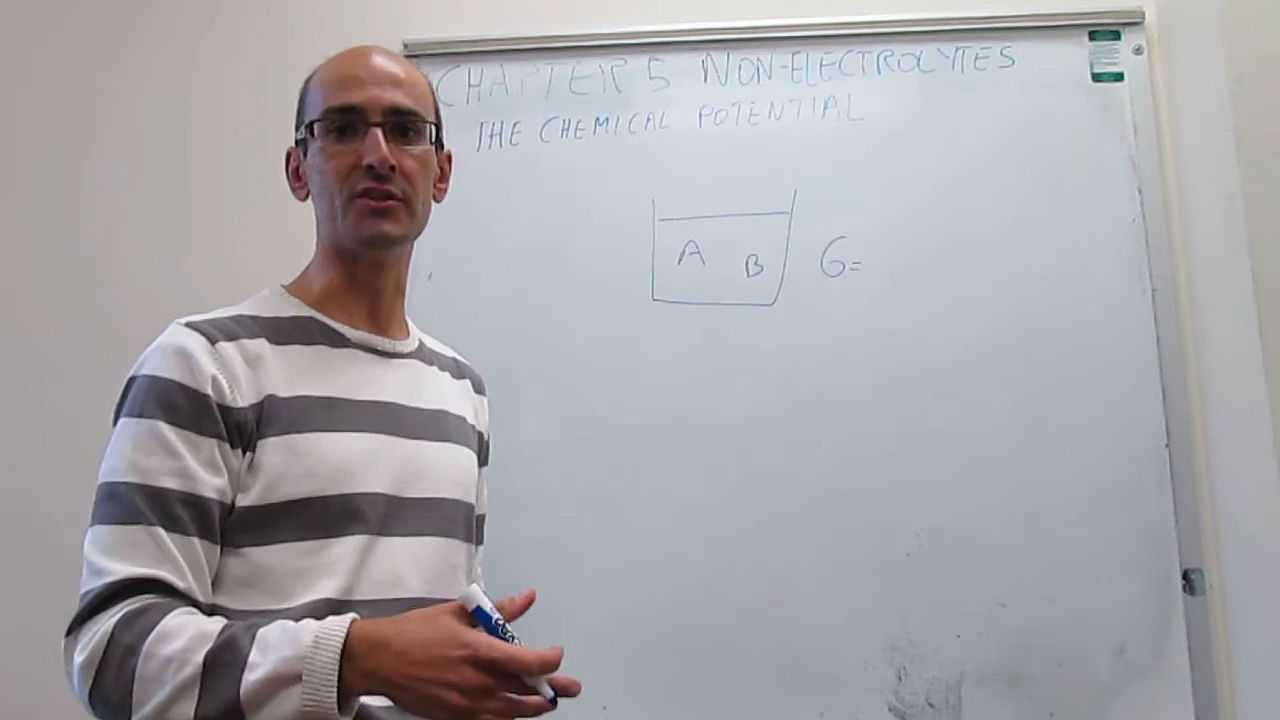 CHAPTER 5. NON-ELECTROLYTES
THE CHEMICAL POTENTIAL
A B G=